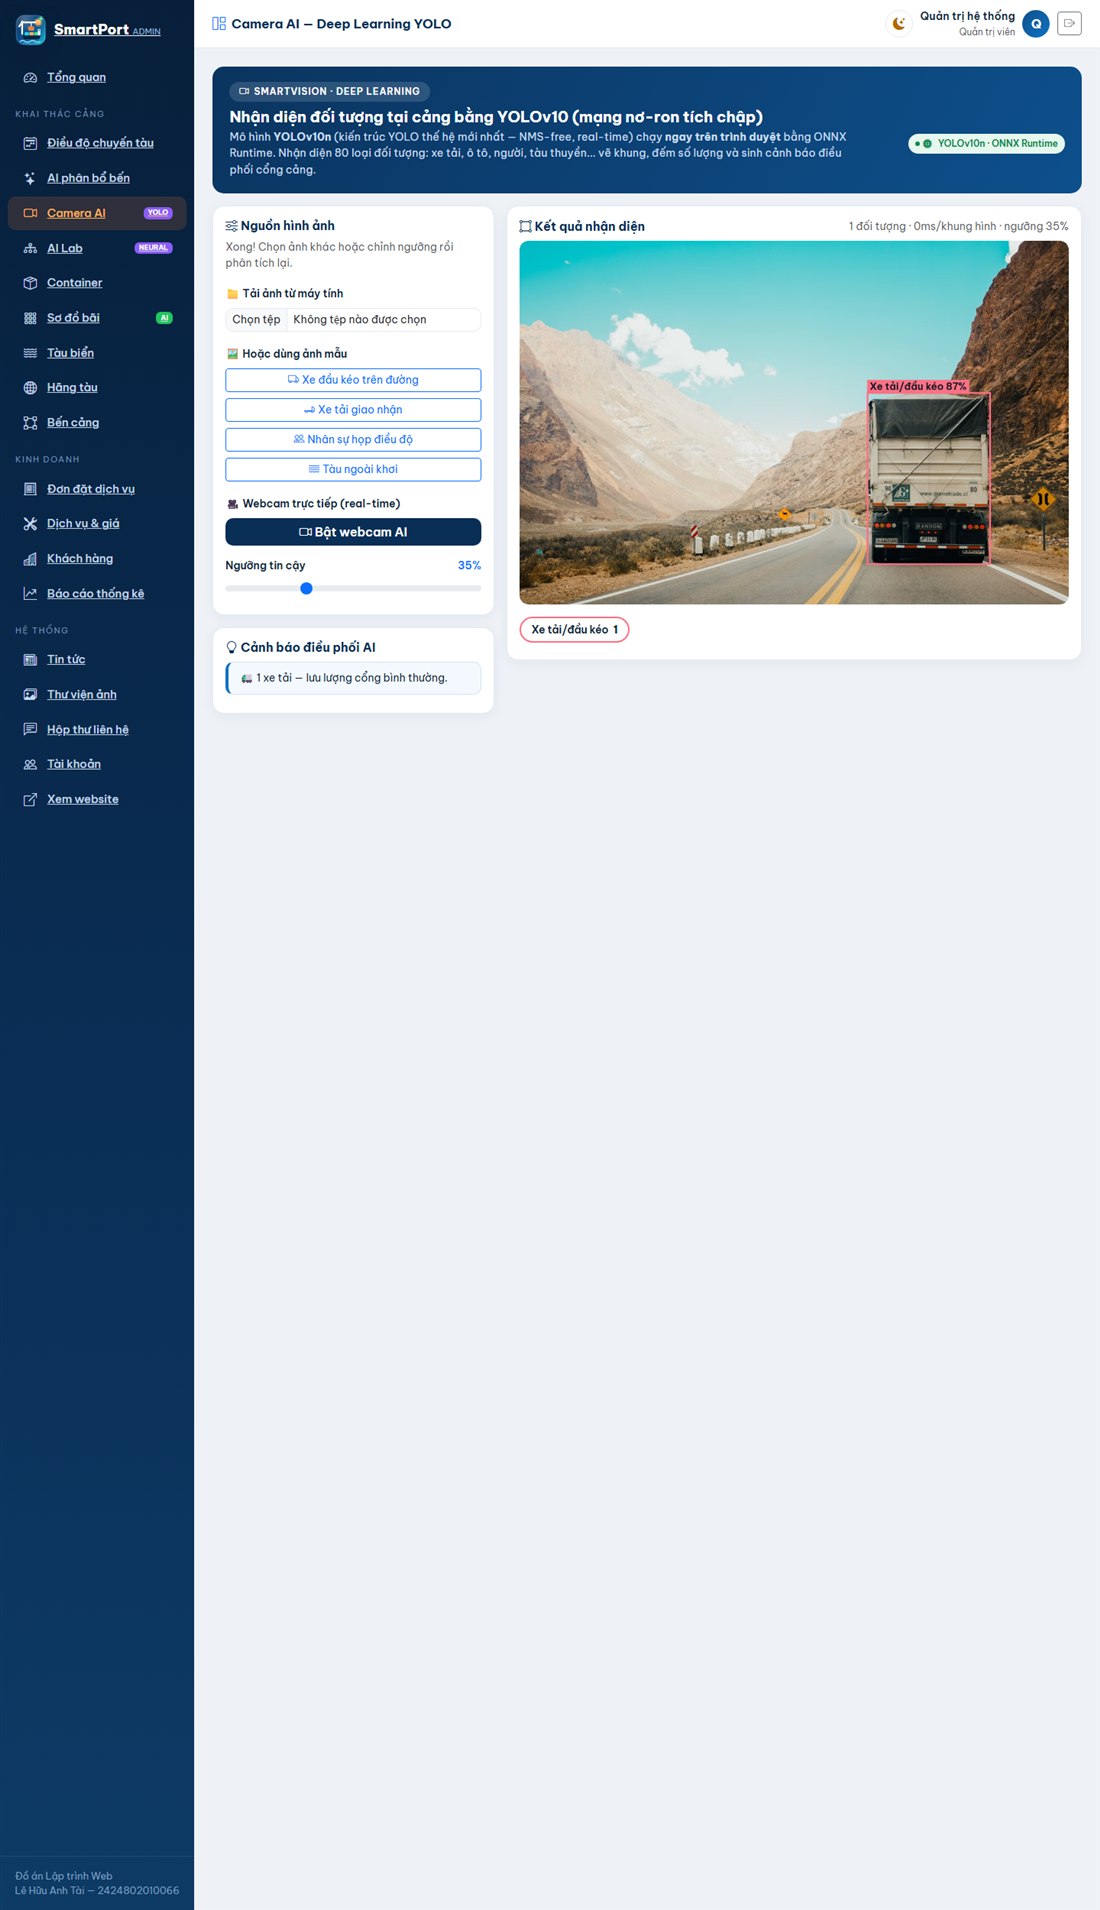 SmartPort ADMIN
Tổng quan
KHAI THÁC CẢNG
Điều độ chuyến tàu
AI phân bổ bến
Camera AI YOLO
AI Lab NEURAL
Container
Sơ đồ bãi AI
Tàu biển
Hãng tàu
Bến cảng
KINH DOANH
Đơn đặt dịch vụ
Dịch vụ & giá
Khách hàng
Báo cáo thống kê
HỆ THỐNG
Tin tức
Thư viện ảnh
Hộp thư liên hệ
Tài khoản
Xem website
Đồ án Lập trình Web
Lê Hữu Anh Tài — 2424802010066
Camera AI — Deep Learning YOLO
Quản trị hệ thống
Quản trị viên
Q
SMARTVISION · DEEP LEARNING
Nhận diện đối tượng tại cảng bằng YOLOv10 (mạng nơ-ron tích chập)
Mô hình YOLOv10n (kiến trúc YOLO thế hệ mới nhất — NMS-free, real-time) chạy ngay trên trình duyệt bằng ONNX
Runtime. Nhận diện 80 loại đối tượng: xe tải, ô tô, người, tàu thuyền… vẽ khung, đếm số lượng và sinh cảnh báo điều
phối cổng cảng.
YOLOv10n · ONNX Runtime
Nguồn hình ảnh
Xong! Chọn ảnh khác hoặc chỉnh ngưỡng rồi
phân tích lại.
Tải ảnh từ máy tính
Chọn tệp Không tệp nào được chọn
Hoặc dùng ảnh mẫu
Xe đầu kéo trên đường
Xe tải giao nhận
Nhân sự họp điều độ
Tàu ngoài khơi
Webcam trực tiếp (real-time)
Bật webcam AI
Ngưỡng tin cậy 35%
Cảnh báo điều phối AI
1 xe tải — lưu lượng cổng bình thường.
Kết quả nhận diện
1 đối tượng · 0ms/khung hình · ngưỡng 35%
Xe tải/đầu kéo 87%
90
80
RANDON
Xe tải/đầu kéo 1